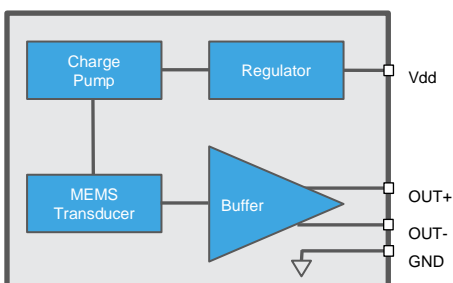 Charge
Pump
Regulator
Vdd
MEMS
Transducer
Buffer
OUT+
OUT-
GND